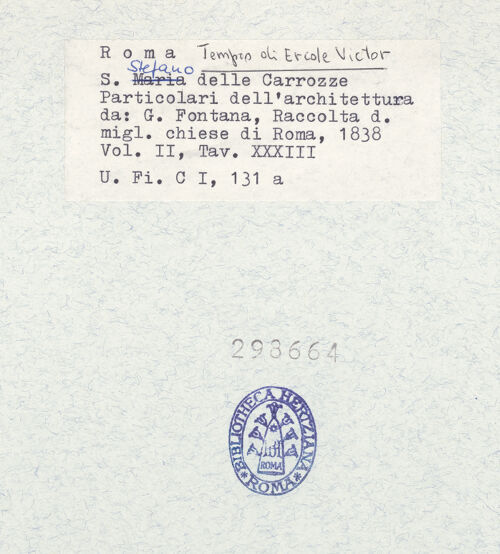 Roma Tempio di Ercole Victor
Stefano
S. Maria delle Carrozze
Particolari dell'architettura
da: G. Fontana, Raccolta d.
migl. chiese di Roma, 1838
Vol. II, Tav. XXXIII
U. Fi. C I, 131 a
298664
BIBLIOTHECA HERTZIANA
ROMA
*ROMA*